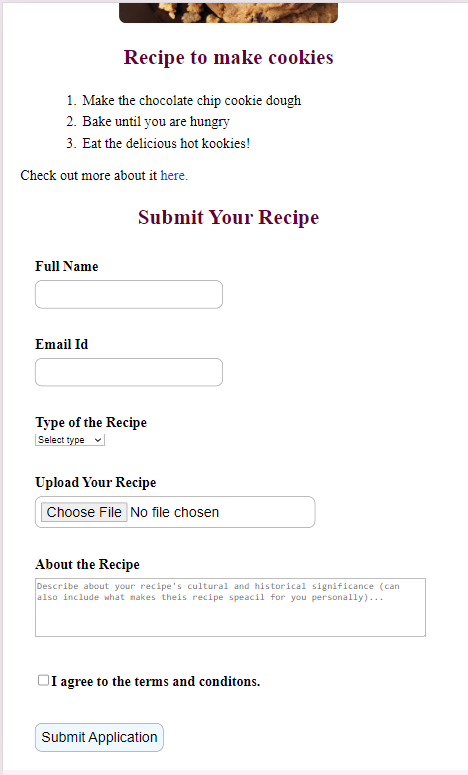 Recipe to make cookies
1. Make the chocolate chip cookie dough
2. Bake until you are hungry
3. Eat the delicious hot kookies!
Check out more about it here.
Submit Your Recipe
Full Name
Email Id
Type of the Recipe
Select type
Upload Your Recipe
Choose File No file chosen
About the Recipe
Describe about your recipe's cultural and historical significance (can
also include what makes theis recipe speacil for you personally)...
I agree to the terms and conditons.
Submit Application